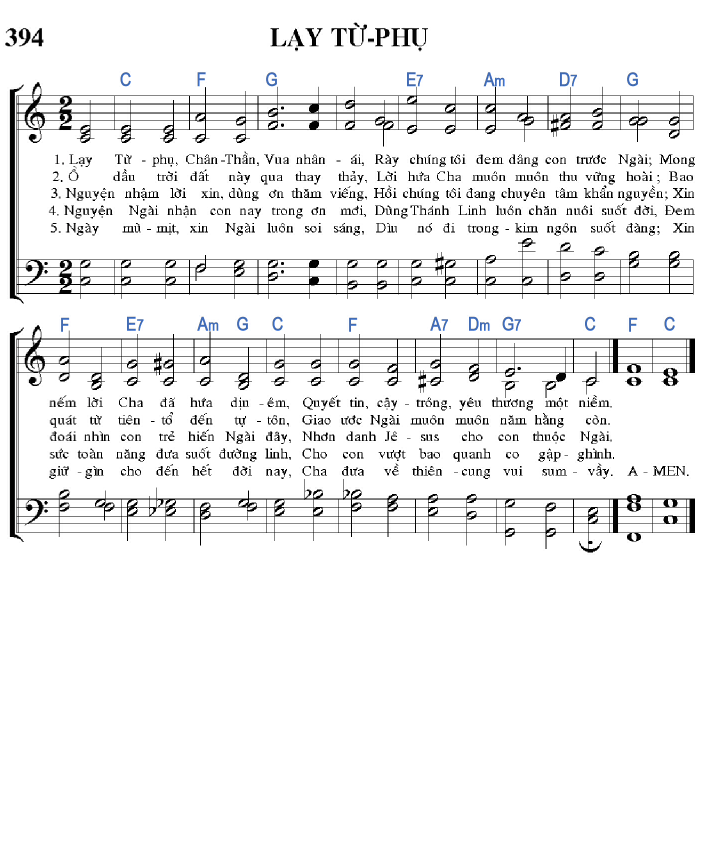 394 LẠY TỪ-PHỤ
C F G E7 Am D7 G
1. Lạy Từ - phụ, Chân-Thần, Vua nhân - ái, Rày chúng tôi đem dâng con trước Ngài; Mong
2. Ồ dầu trời đất này qua thay thảy, Lời hứa Cha muôn muôn thu vững hoài; Bao
3. Nguyện nhậm lời xin, dùng ơn thăm viếng, Hồi chúng tôi đang chuyên tâm khẩn nguyền; Xin
4. Nguyện Ngài nhận con nay trong ơn mới, Dùng Thánh Linh luôn chăn nuôi suốt đời, Đem
5. Ngày mù - mịt, xin Ngài luôn soi sáng, Dìu nó đi trong - kim ngôn suốt đàng; Xin
F E7 Am G C F A7 Dm G7 C F C
nếm lời Cha đã hứa dịu - êm, Quyết tin, cậy - trông, yêu thương một niềm.
quát từ tiên - tổ đến tự - tôn, Giao ước Ngài muôn muôn năm hằng còn.
đoái nhìn con trẻ hiến Ngài đây, Nhơn danh Jê - sus cho con thuộc Ngài,
sức toàn năng đưa suốt đường linh, Cho con vượt bao quanh co gập - ghình.
giữ - gìn cho đến hết đời nay, Cha đưa về thiên - cung vui sum - vầy. A - MEN.